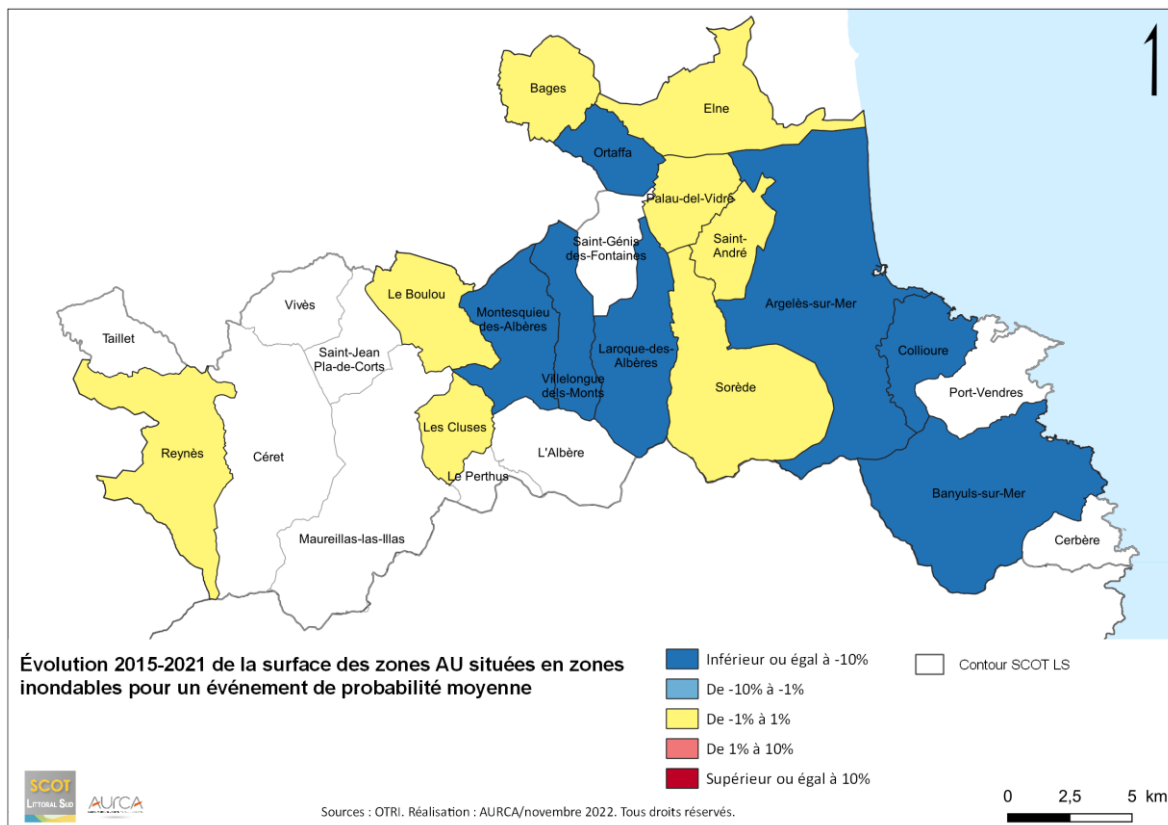 Bages
Elne
Ortaffa
Palau-del-Vidre
Saint-Génis
des-Fontaines
Saint-
André
Vivès
Le Boulou
Montesquieu
des-Albères
Argelès-sur-Mer
Taillet
Saint-Jean
Pla-de-Corts
Laroque-des-
Albères
Collioure
Villelongue
dels-Monts
Sorède
Port-Vendres
Les Cluses
Reynès
Céret
L'Albère
Le Perthus
Banyuls-sur-Mer
Maureillas-las-Illas
Cerbère
Évolution 2015-2021 de la surface des zones AU situées en zones
inondables pour un événement de probabilité moyenne
Inférieur ou égal à -10%
De -10% à -1%
De -1% à 1%
De 1% à 10%
Supérieur ou égal à 10%
Contour SCOT LS
SCOT
LITTORAL SUD
AURCA
Sources : OTRI. Réalisation : AURCA/novembre 2022. Tous droits réservés.
0 2,5 5 km